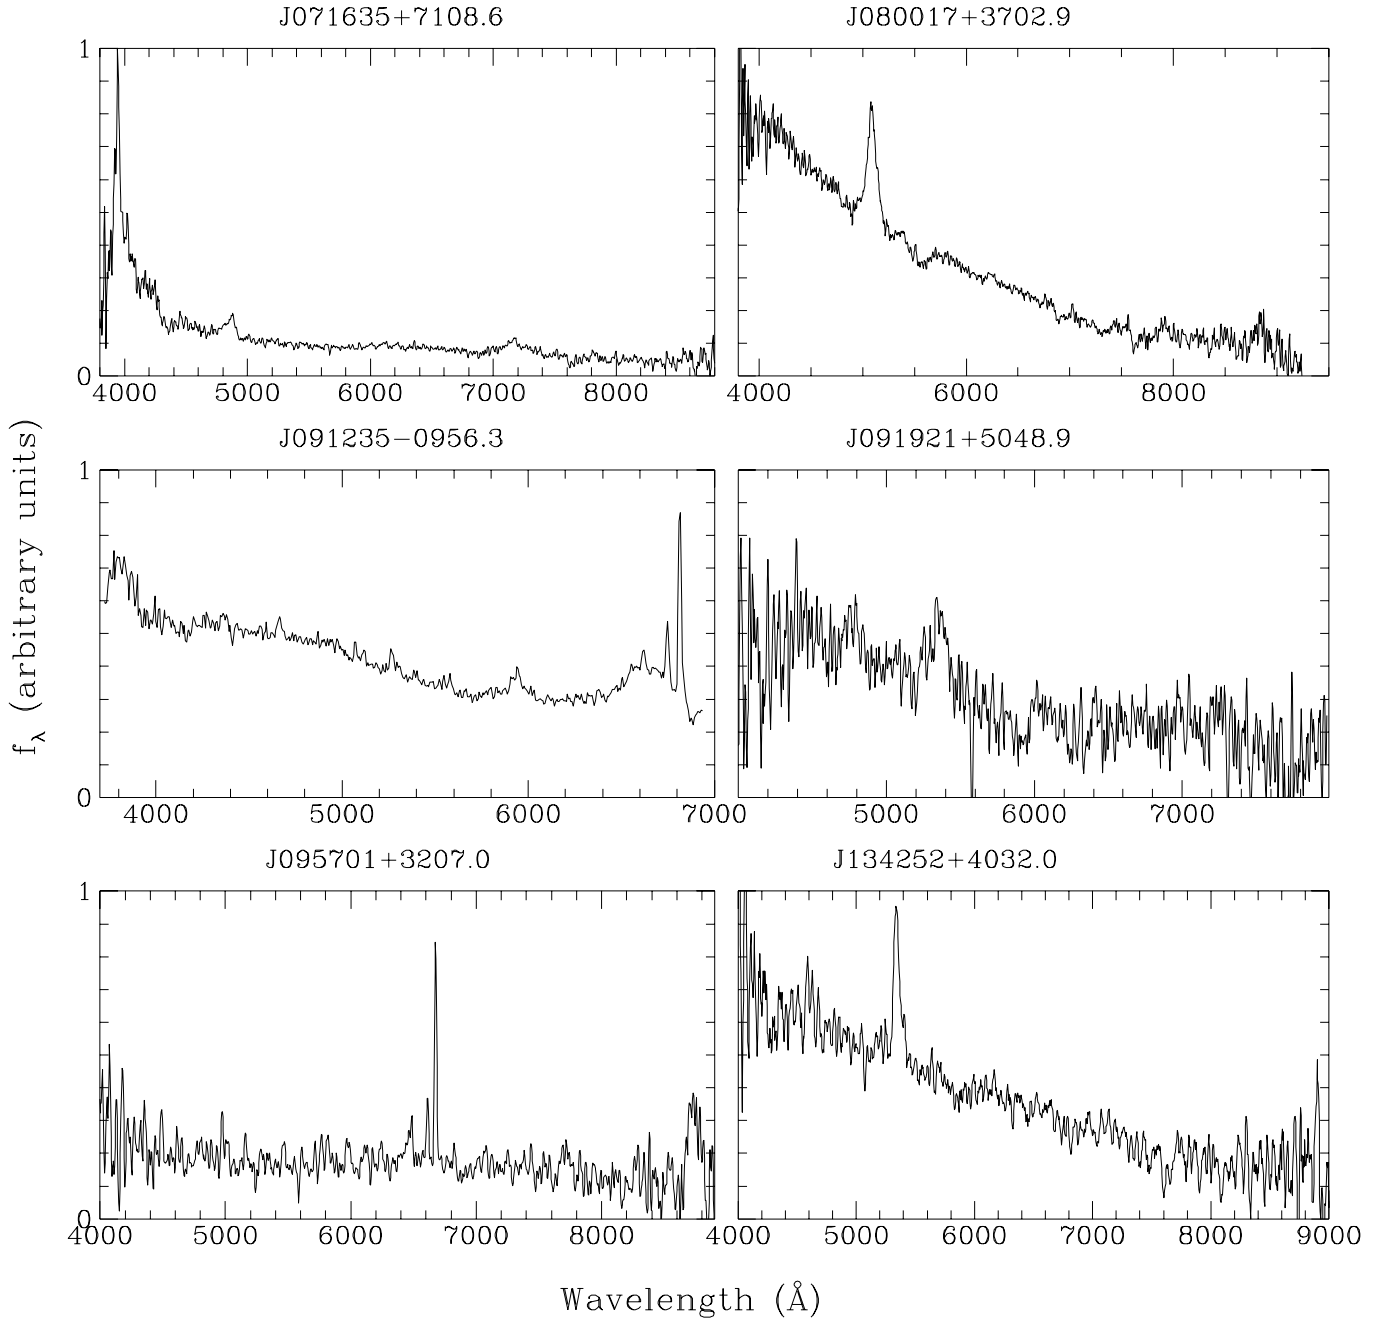 J071635+7108.6 J080017+3702.9
1
0
4000 5000 6000 7000 8000 4000 6000 8000
J091235−0956.3 J091921+5048.9
1
0
4000 5000 6000 7000 5000 6000 7000
J095701+3207.0 J134252+4032.0
1
0
4000 5000 6000 7000 8000 4000 5000 6000 7000 8000 9000
fλ (arbitrary units)
Wavelength (Å)